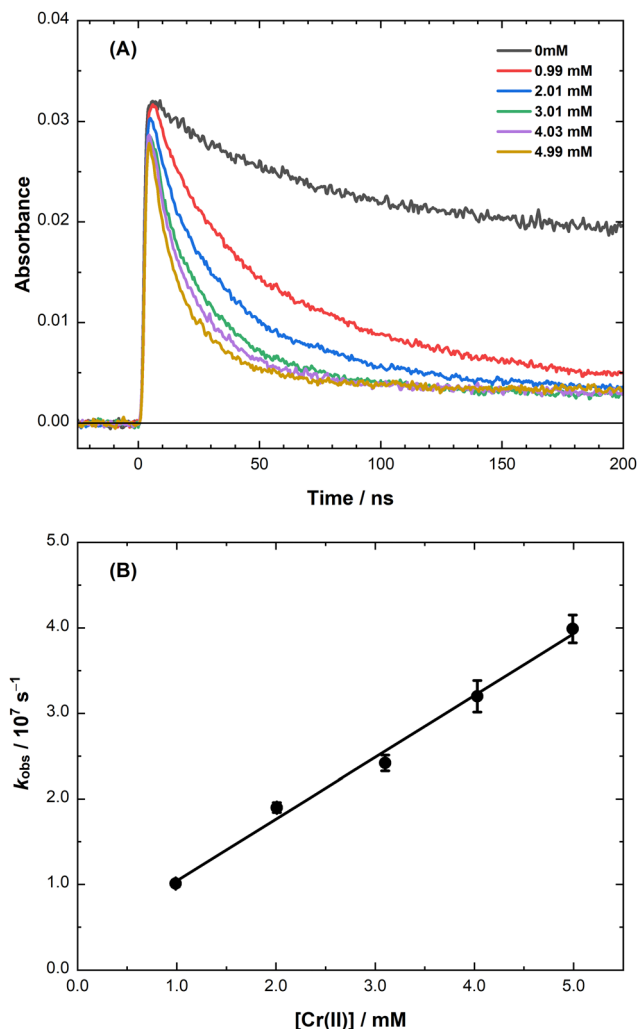 (A)
0.04
0.03
0.02
0.01
0.00
Absorbance
0mM
0.99 mM
2.01 mM
3.01 mM
4.03 mM
4.99 mM
0 50 100 150 200
Time / ns
(B)
5.0
4.0
3.0
2.0
1.0
0.0
kobs / 10⁷ s⁻¹
0.0 1.0 2.0 3.0 4.0 5.0
[Cr(II)] / mM